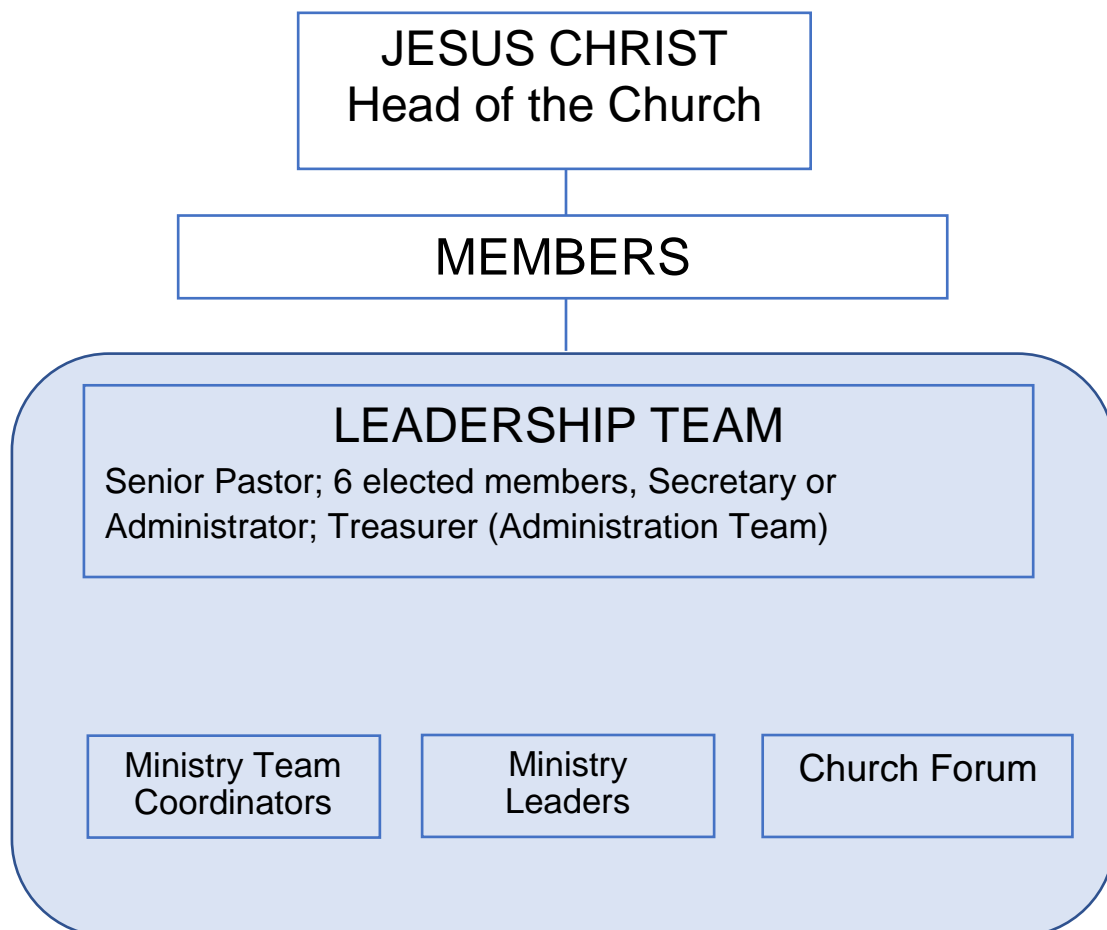 JESUS CHRIST
Head of the Church
MEMBERS
LEADERSHIP TEAM
Senior Pastor; 6 elected members, Secretary or
Administrator; Treasurer (Administration Team)
Ministry Team
Coordinators
Ministry
Leaders
Church Forum